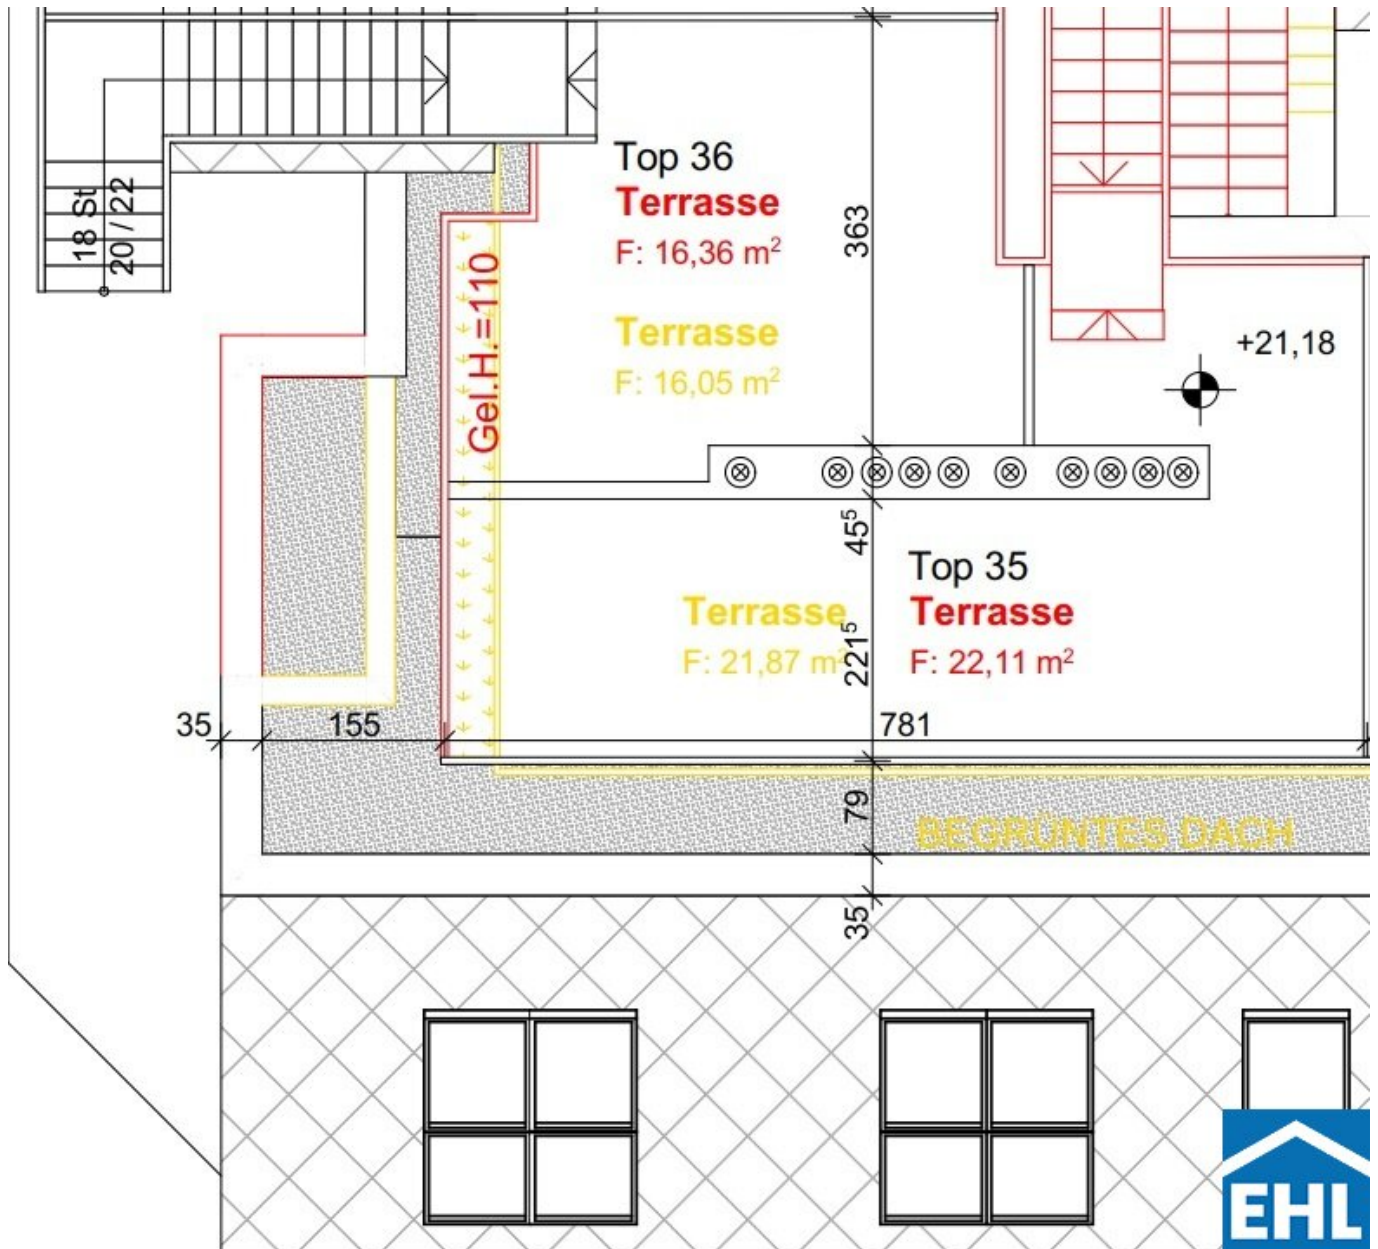 Top 36
Terrasse
F: 16,36 m²
Terrasse
F: 16,05 m²
18 St
20 / 22
Gel.H.=110
363
+21,18
45⁵
Top 35
Terrasse
F: 22,11 m²
Terrasse
F: 21,87 m²
221⁵
35
155
781
79
BEGRÜNTES DACH
35
EHL